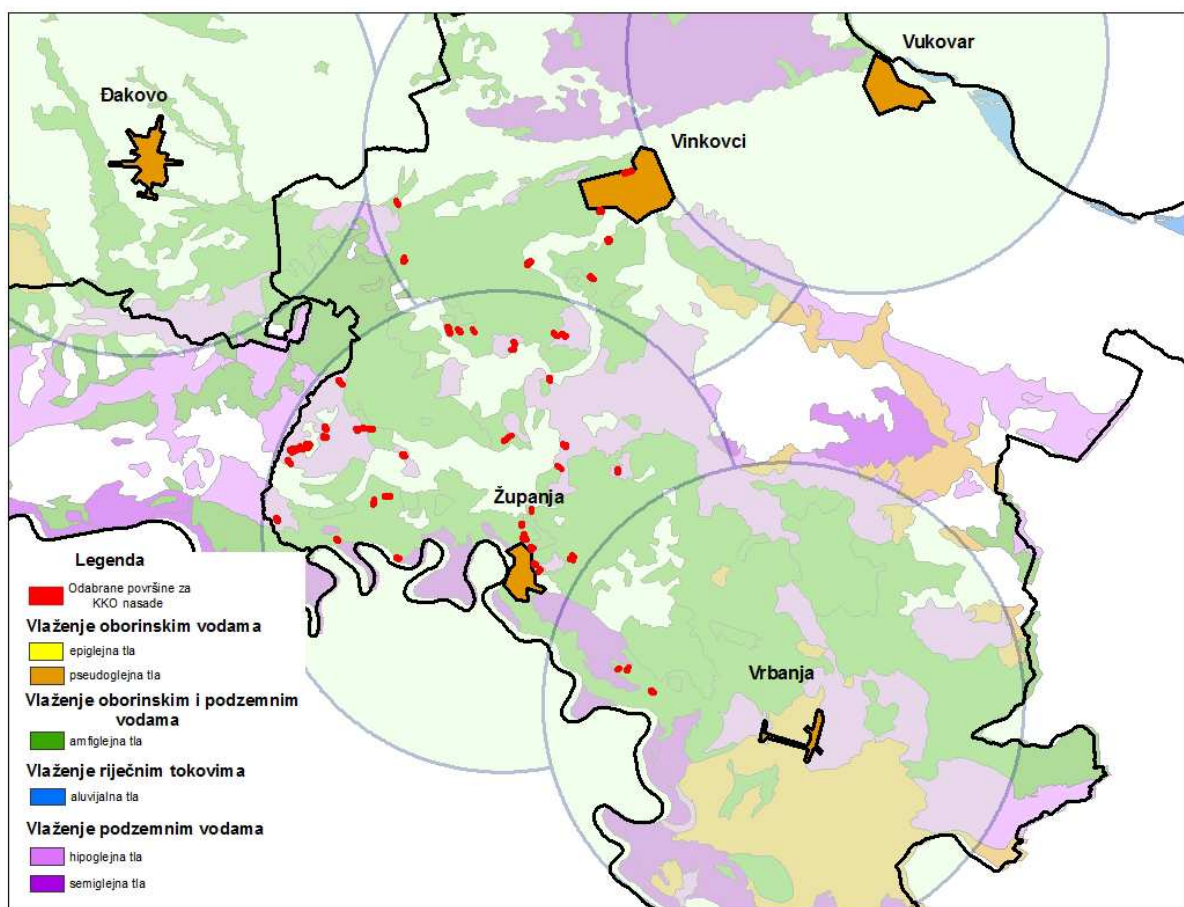 Vukovar
Đakovo
Vinkovci
Županja
Vrbanja
Legenda
Odabrane površine za
KKO nasade
Vlaženje oborinskim vodama
epiglejna tla
pseudoglejna tla
Vlaženje oborinskim i podzemnim
vodama
amfiglejna tla
Vlaženje riječnim tokovima
aluvijalna tla
Vlaženje podzemnim vodama
hipoglejna tla
semiglejna tla